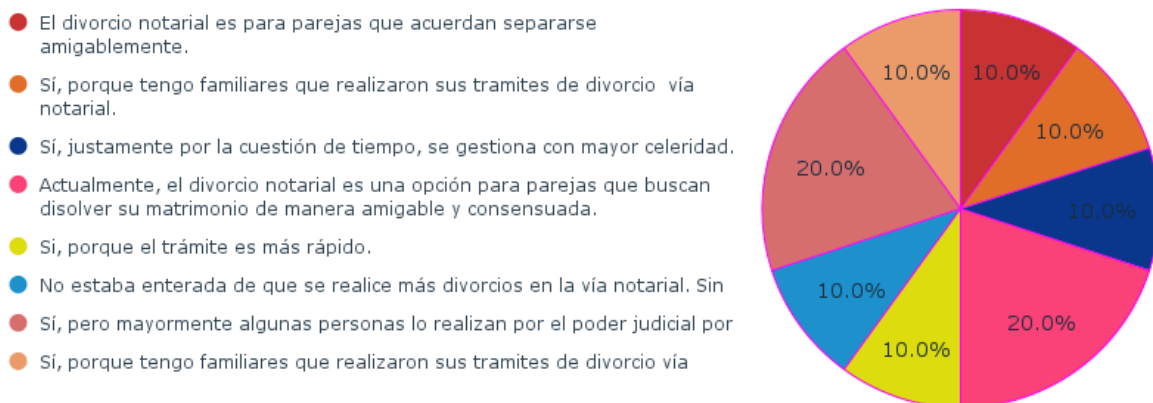 El divorcio notarial es para parejas que acuerdan separarse
amigablemente.
Sí, porque tengo familiares que realizaron sus tramites de divorcio vía
notarial.
Sí, justamente por la cuestión de tiempo, se gestiona con mayor celeridad.
Actualmente, el divorcio notarial es una opción para parejas que buscan
disolver su matrimonio de manera amigable y consensuada.
Si, porque el trámite es más rápido.
No estaba enterada de que se realice más divorcios en la vía notarial. Sin
Sí, pero mayormente algunas personas lo realizan por el poder judicial por
Sí, porque tengo familiares que realizaron sus tramites de divorcio vía
10.0%
10.0%
10.0%
20.0%
10.0%
10.0%
20.0%
10.0%